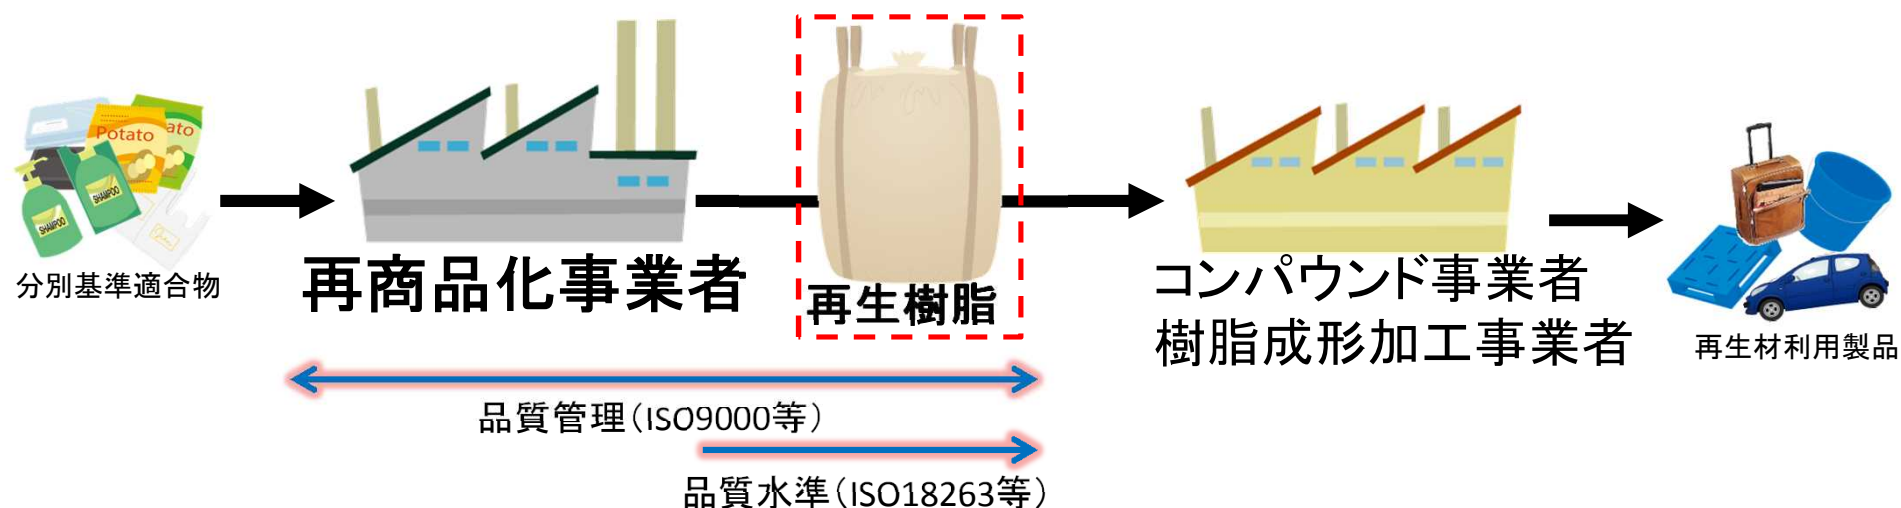 Potato
ato
SHAMPOO
SHAMPOO
分別基準適合物
再商品化事業者
再生樹脂
コンパウンド事業者
樹脂成形加工事業者
再生材利用製品
品質管理(ISO9000等)
品質水準(ISO18263等)